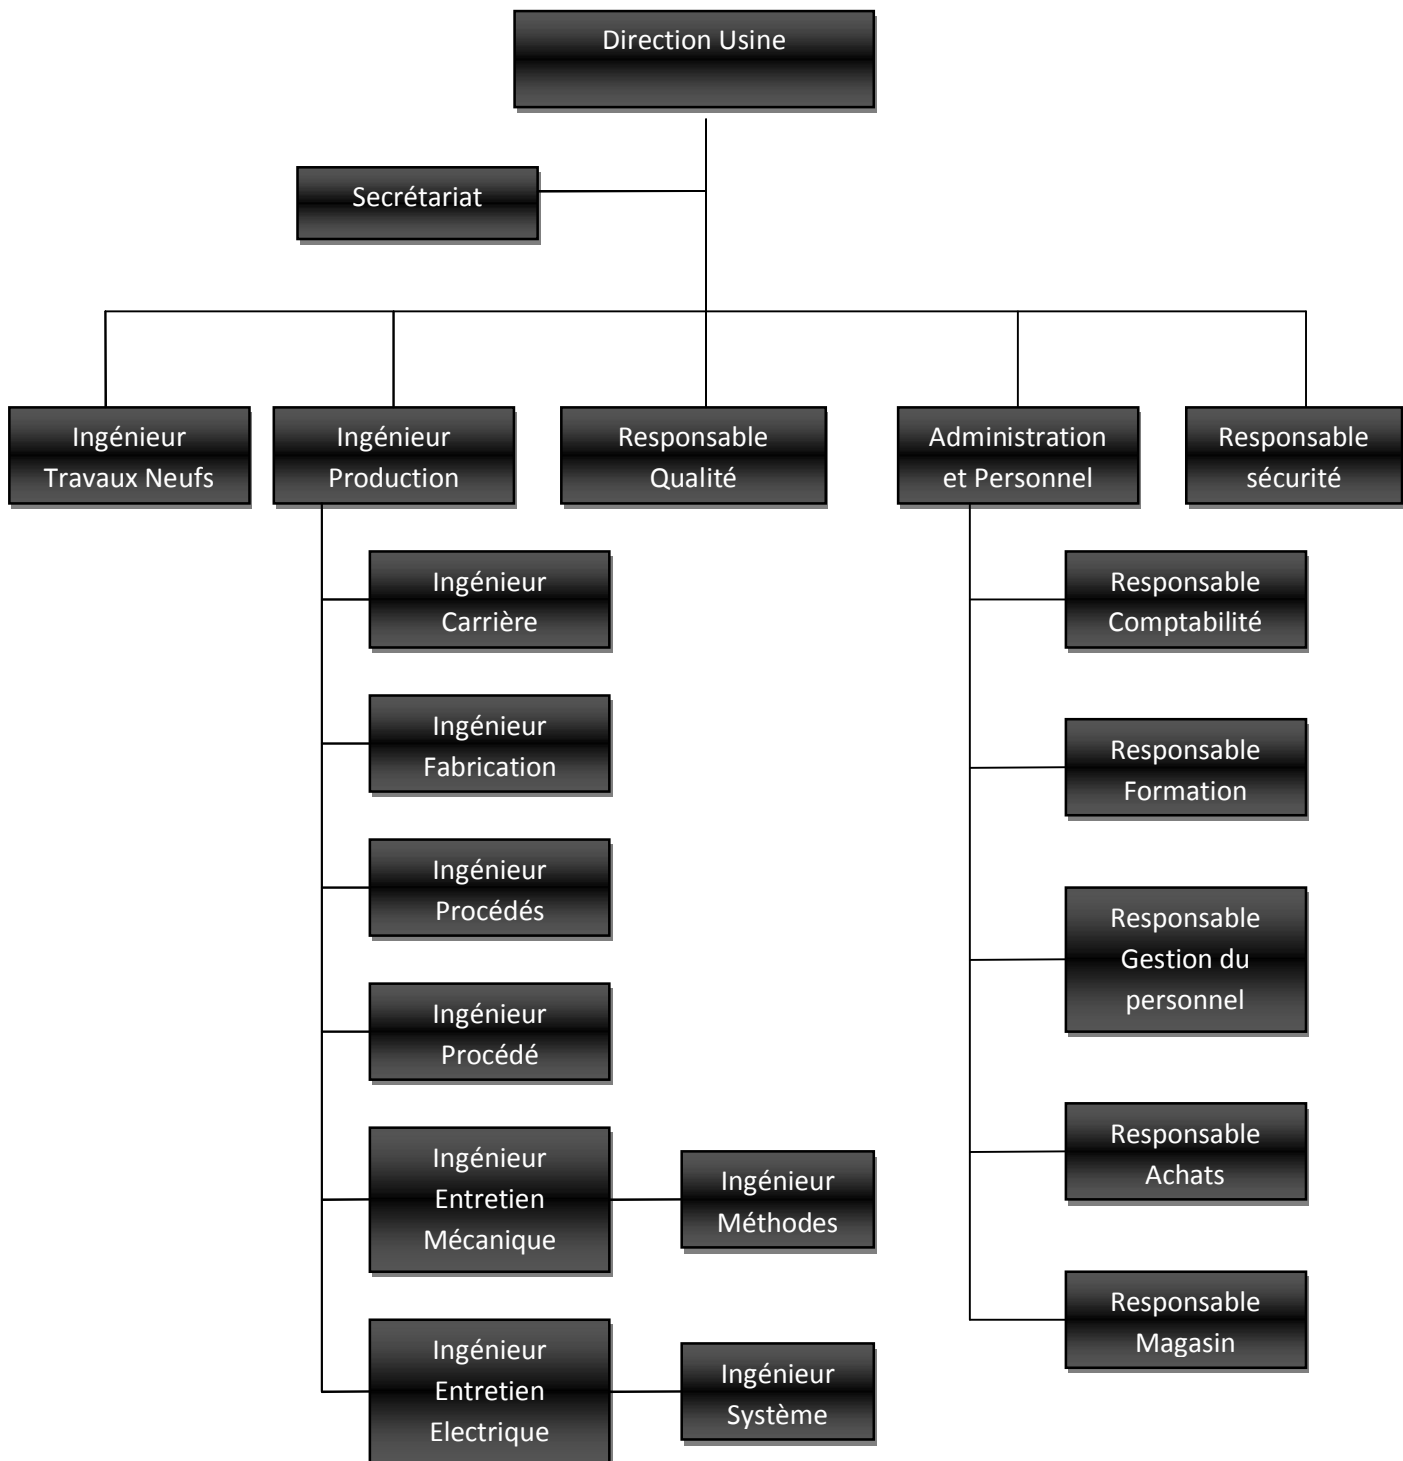 Direction Usine
Secrétariat
Ingénieur
Travaux Neufs
Ingénieur
Production
Responsable
Qualité
Administration
et Personnel
Responsable
sécurité
Ingénieur
Carrière
Ingénieur
Fabrication
Ingénieur
Procédés
Ingénieur
Procédé
Ingénieur
Entretien
Mécanique
Ingénieur
Méthodes
Ingénieur
Entretien
Electrique
Ingénieur
Système
Responsable
Comptabilité
Responsable
Formation
Responsable
Gestion du
personnel
Responsable
Achats
Responsable
Magasin